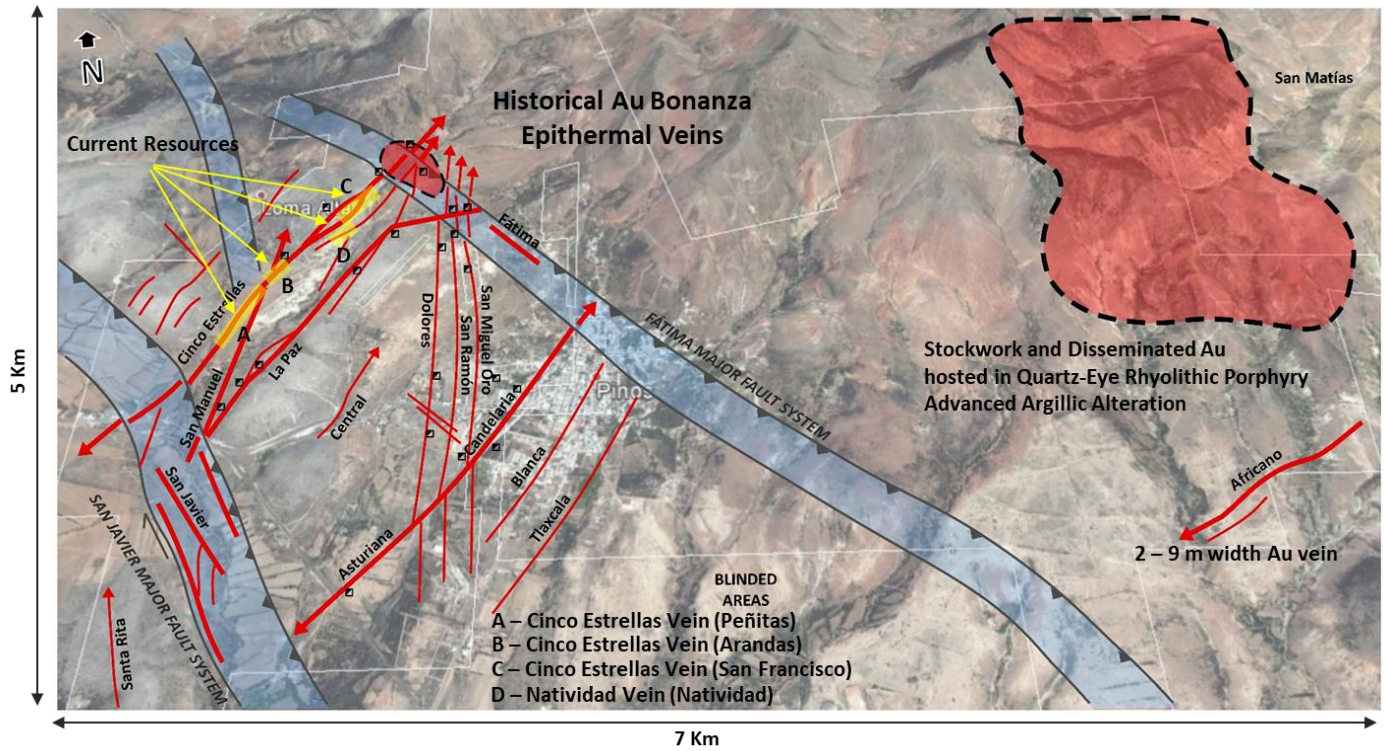 N
San Matías
Historical Au Bonanza
Epithermal Veins
Current Resources
C
Loma Alta
Fátima
D
B
Cinco Estrellas
A
Dolores
San Ramón
San Miguel Oro
La Paz
FÁTIMA MAJOR FAULT SYSTEM
Stockwork and Disseminated Au
hosted in Quartz-Eye Rhyolithic Porphyry
Advanced Argillic Alteration
5 Km
San Manuel
Central
Candelaria
Pinos
Blanca
Tlaxcala
Africano
San Javier
SAN JAVIER MAJOR FAULT SYSTEM
Asturiana
2 – 9 m width Au vein
Santa Rita
BLINDED
AREAS
A – Cinco Estrellas Vein (Peñitas)
B – Cinco Estrellas Vein (Arandas)
C – Cinco Estrellas Vein (San Francisco)
D – Natividad Vein (Natividad)
7 Km